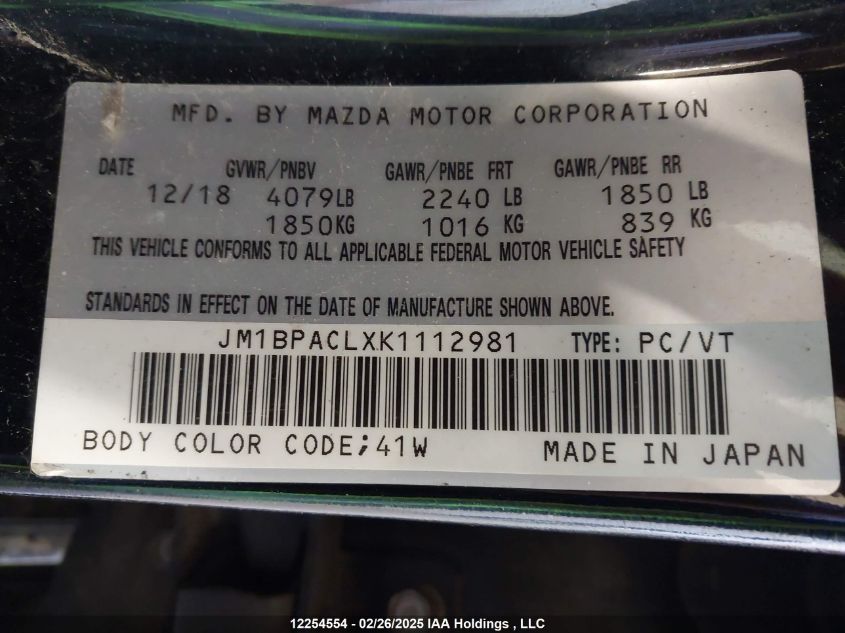 MFD. BY MAZDA MOTOR CORPORATION
DATE GVWR/PNBV GAWR/PNBE FRT GAWR/PNBE RR
12/18 4079LB 2240 LB 1850 LB
1850KG 1016 KG 839 KG
THIS VEHICLE CONFORMS TO ALL APPLICABLE FEDERAL MOTOR VEHICLE SAFETY
STANDARDS IN EFFECT ON THE DATE OF MANUFACTURE SHOWN ABOVE.
JM1BPACLXK1112981 TYPE: PC/VT
BODY COLOR CODE;41W MADE IN JAPAN
12254554 - 02/26/2025 IAA Holdings , LLC